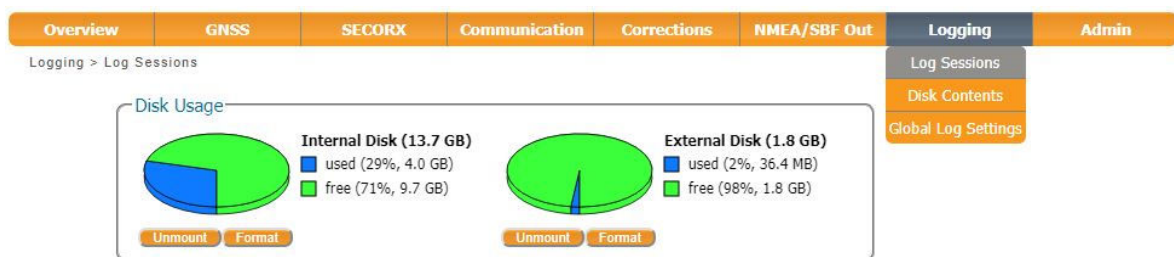 Overview GNSS SECORX Communication Corrections NMEA/SBF Out Logging Admin
Logging > Log Sessions
Log Sessions
Disk Contents
Global Log Settings
Disk Usage
Internal Disk (13.7 GB)
used (29%, 4.0 GB)
free (71%, 9.7 GB)
Unmount Format
External Disk (1.8 GB)
used (2%, 36.4 MB)
free (98%, 1.8 GB)
Unmount Format